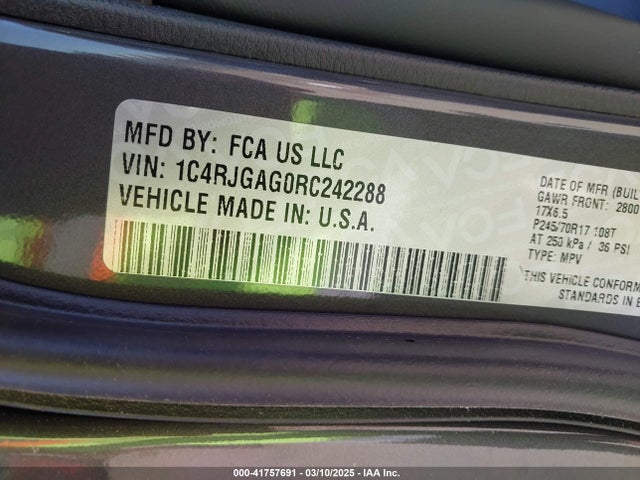 MFD BY: FCA US LLC
VIN: 1C4RJGAG0RC242288
VEHICLE MADE IN: U.S.A.
DATE OF MFR (BUIL
GAWR FRONT: 2800
17X6.5
P245/70R17 108T
AT 250 kPa / 36 PSI
TYPE: MPV
THIS VEHICLE CONFORM
STANDARDS IN E
000-41757691 - 03/10/2025 - IAA Inc.